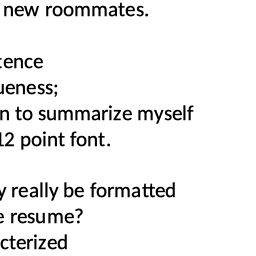 new roommates.
tence
ueness;
n to summarize myself
12 point font.
y really be formatted
e resume?
cterized